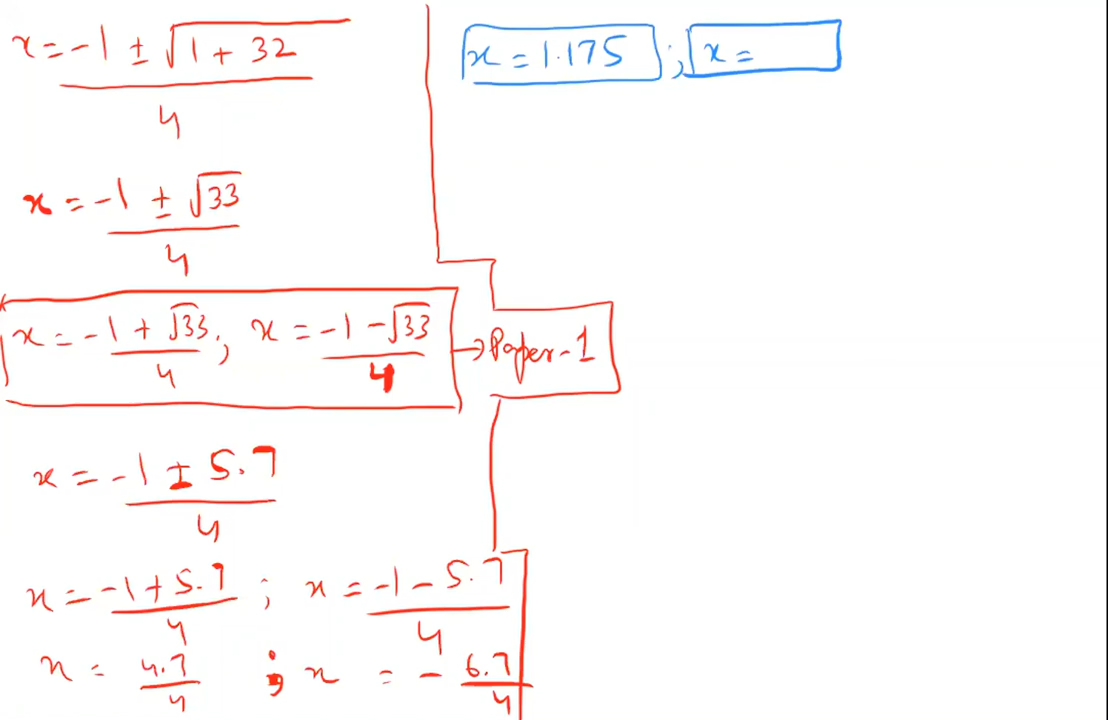 x = -1 ± √(1 + 32) / 4
x = -1 ± √33 / 4
x = -1 + √33 / 4 ; x = -1 - √33 / 4 → Paper-1
x = -1 ± 5.7 / 4
x = -1 + 5.7 / 4 ; x = -1 - 5.7 / 4
x = 4.7 / 4 ; x = - 6.7 / 4
x = 1.175 ; x =